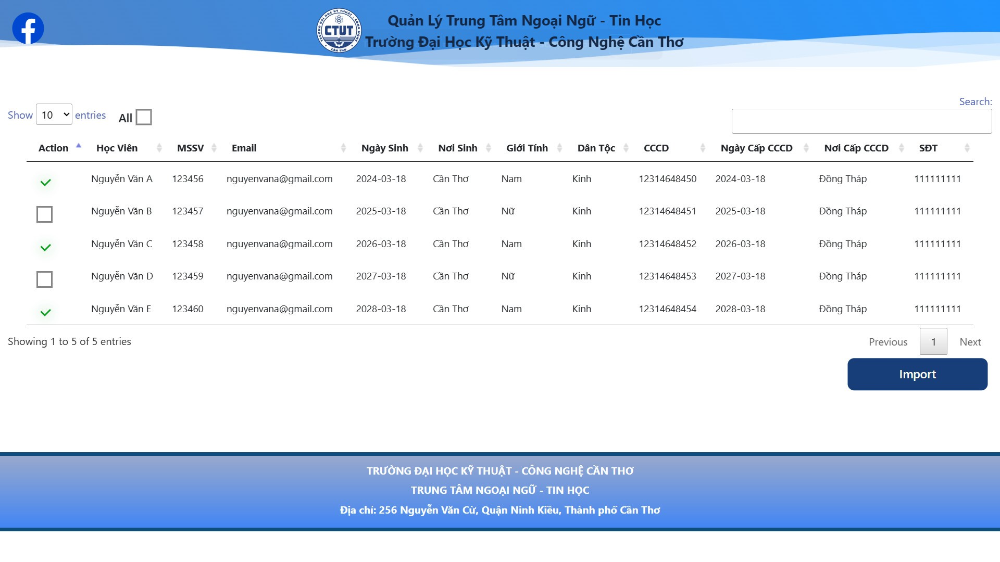 TRƯỜNG ĐẠI HỌC KỸ THUẬT - CÔNG NGHỆ
CTUT
CẦN THƠ
Quản Lý Trung Tâm Ngoại Ngữ - Tin Học
Trường Đại Học Kỹ Thuật - Công Nghệ Cần Thơ
Search:
Show 10 entries All
Action Học Viên MSSV Email Ngày Sinh Nơi Sinh Giới Tính Dân Tộc CCCD Ngày Cấp CCCD Nơi Cấp CCCD SĐT
Nguyễn Văn A 123456 nguyenvana@gmail.com 2024-03-18 Cần Thơ Nam Kinh 12314648450 2024-03-18 Đồng Tháp 111111111
Nguyễn Văn B 123457 nguyenvana@gmail.com 2025-03-18 Cần Thơ Nữ Kinh 12314648451 2025-03-18 Đồng Tháp 111111111
Nguyễn Văn C 123458 nguyenvana@gmail.com 2026-03-18 Cần Thơ Nam Kinh 12314648452 2026-03-18 Đồng Tháp 111111111
Nguyễn Văn D 123459 nguyenvana@gmail.com 2027-03-18 Cần Thơ Nữ Kinh 12314648453 2027-03-18 Đồng Tháp 111111111
Nguyễn Văn E 123460 nguyenvana@gmail.com 2028-03-18 Cần Thơ Nam Kinh 12314648454 2028-03-18 Đồng Tháp 111111111
Showing 1 to 5 of 5 entries Previous 1 Next
Import
TRƯỜNG ĐẠI HỌC KỸ THUẬT - CÔNG NGHỆ CẦN THƠ
TRUNG TÂM NGOẠI NGỮ - TIN HỌC
Địa chỉ: 256 Nguyễn Văn Cừ, Quận Ninh Kiều, Thành phố Cần Thơ